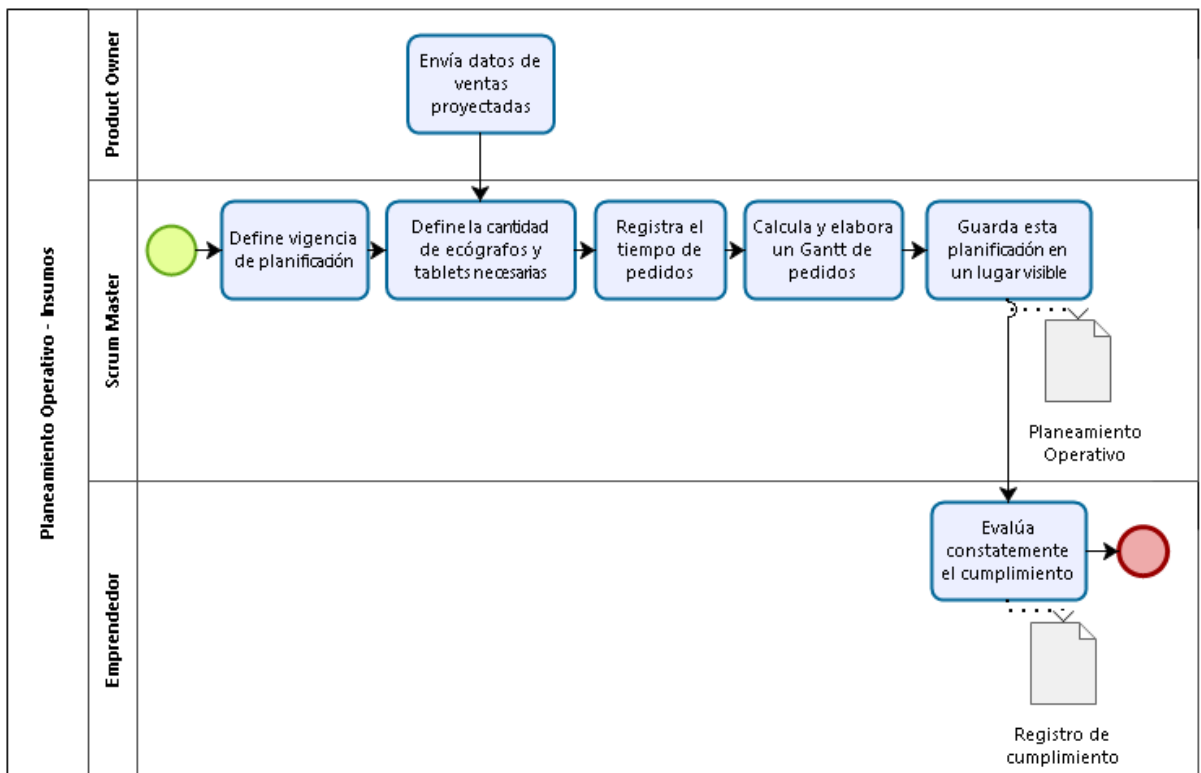 Planeamiento Operativo - Insumos
Product Owner
Envía datos de
ventas
proyectadas
Scrum Master
Define vigencia
de planificación
Define la cantidad
de ecógrafos y
tablets necesarias
Registra el
tiempo de
pedidos
Calcula y elabora
un Gantt de
pedidos
Guarda esta
planificación en
un lugar visible
Planeamiento
Operativo
Emprendedor
Evalúa
constatemente
el cumplimiento
Registro de
cumplimiento